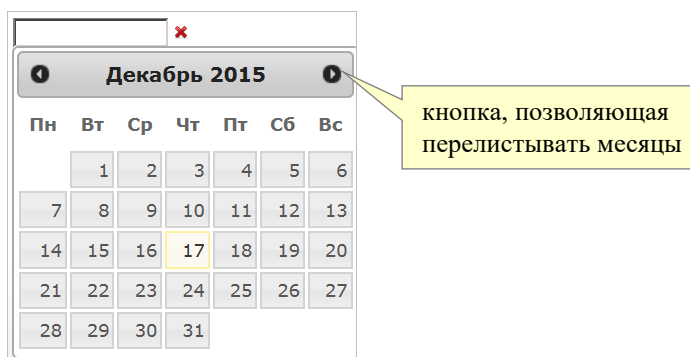 Декабрь 2015
кнопка, позволяющая
перелистывать месяцы
Пн Вт Ср Чт Пт Сб Вс
1 2 3 4 5 6
7 8 9 10 11 12 13
14 15 16 17 18 19 20
21 22 23 24 25 26 27
28 29 30 31